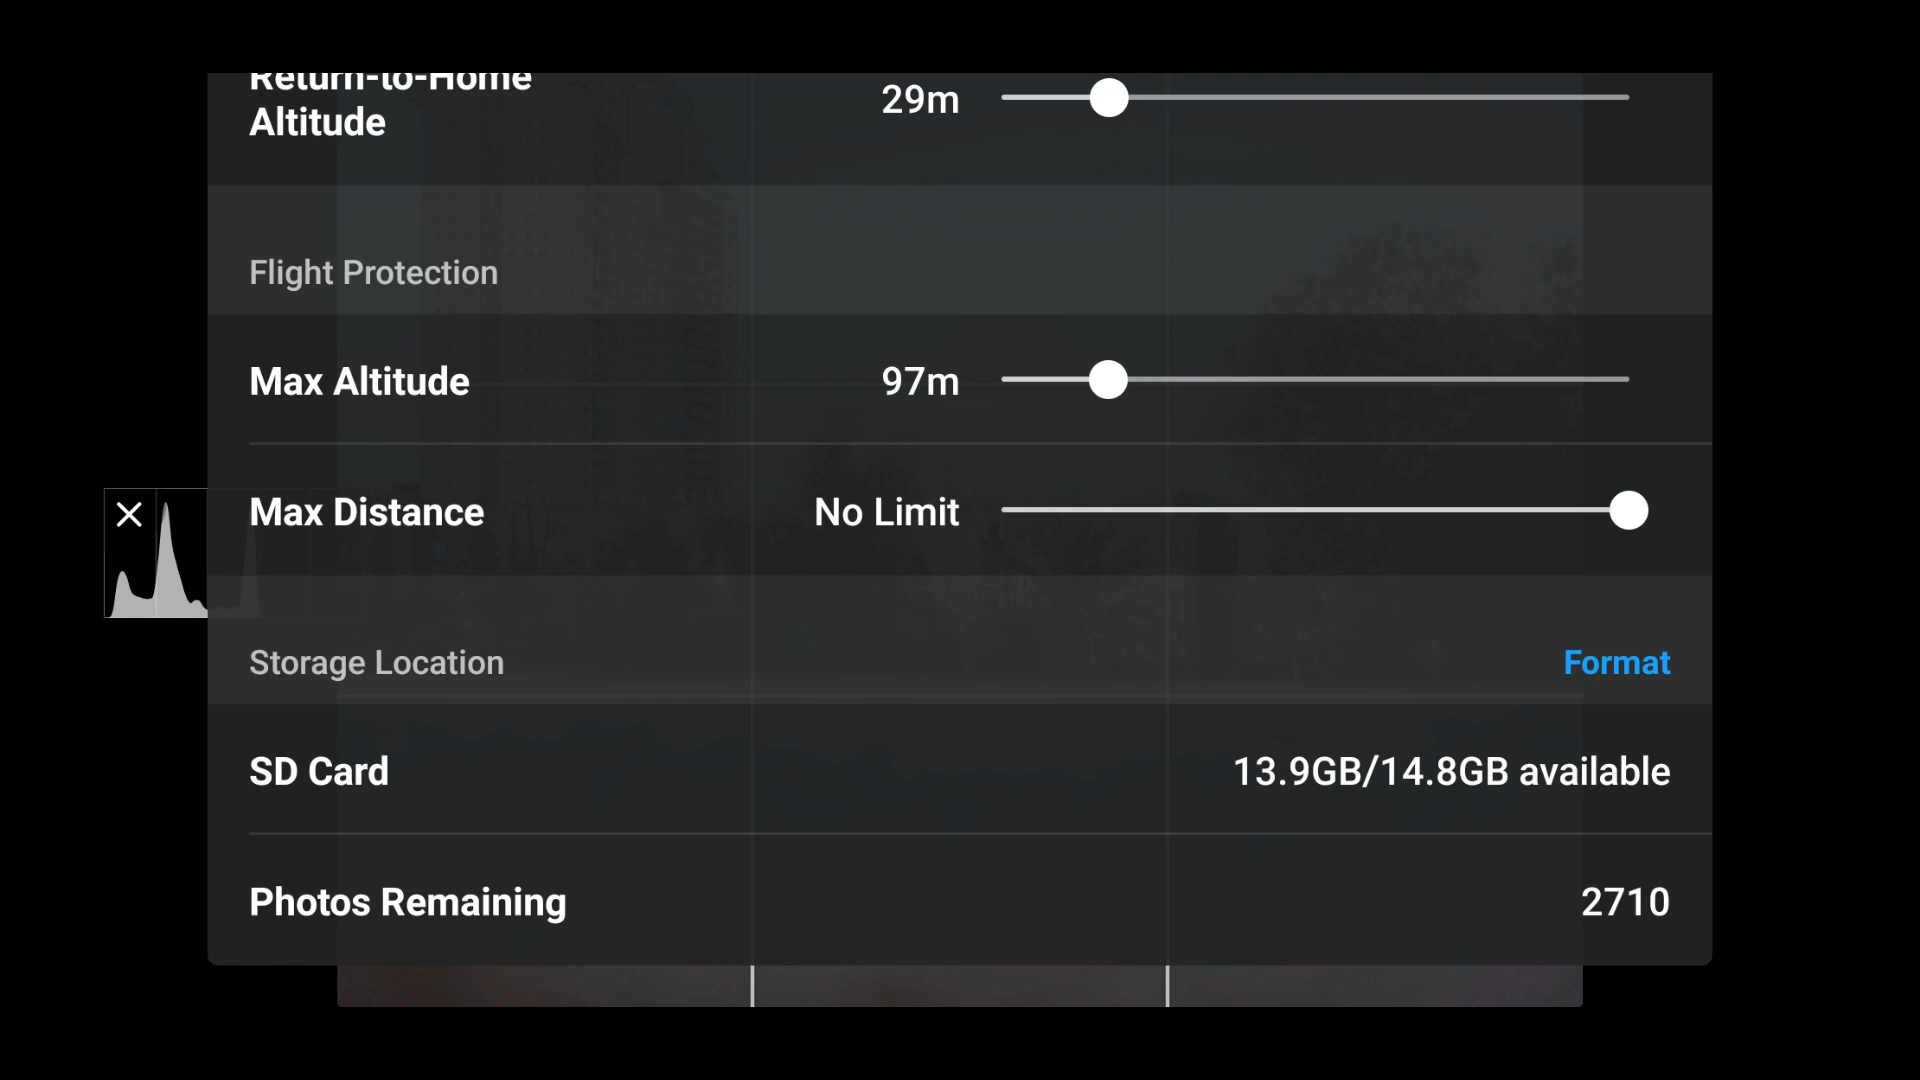 Return-to-Home
Altitude
29m
Flight Protection
Max Altitude
97m
Max Distance
No Limit
Storage Location
Format
SD Card
13.9GB/14.8GB available
Photos Remaining
2710